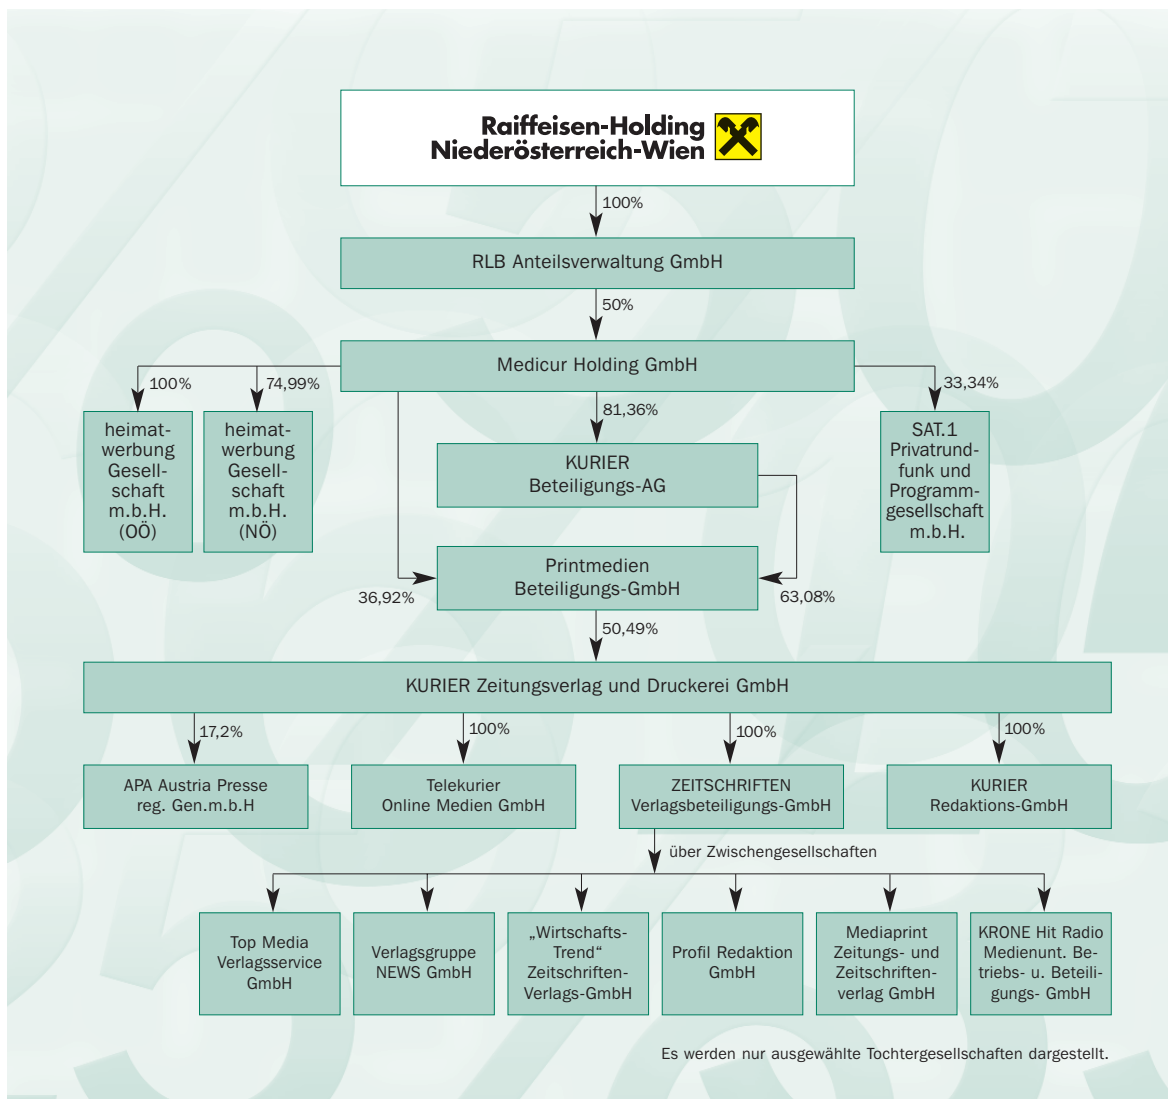 Raiffeisen-Holding
Niederösterreich-Wien
100%
RLB Anteilsverwaltung GmbH
50%
Medicur Holding GmbH
100%
74,99%
81,36%
33,34%
heimat-
werbung
Gesell-
schaft
m.b.H.
(OÖ)
heimat-
werbung
Gesell-
schaft
m.b.H.
(NÖ)
KURIER
Beteiligungs-AG
SAT.1
Privatrund-
funk und
Programm-
gesellschaft
m.b.H.
Printmedien
Beteiligungs-GmbH
36,92%
63,08%
50,49%
KURIER Zeitungsverlag und Druckerei GmbH
17,2%
100%
100%
100%
APA Austria Presse
reg. Gen.m.b.H
Telekurier
Online Medien GmbH
ZEITSCHRIFTEN
Verlagsbeteiligungs-GmbH
KURIER
Redaktions-GmbH
über Zwischengesellschaften
Top Media
Verlagsservice
GmbH
Verlagsgruppe
NEWS GmbH
„Wirtschafts-
Trend“
Zeitschriften-
Verlags-GmbH
Profil Redaktion
GmbH
Mediaprint
Zeitungs- und
Zeitschriften-
verlag GmbH
KRONE Hit Radio
Medienunt. Be-
triebs- u. Beteili-
gungs- GmbH
Es werden nur ausgewählte Tochtergesellschaften dargestellt.